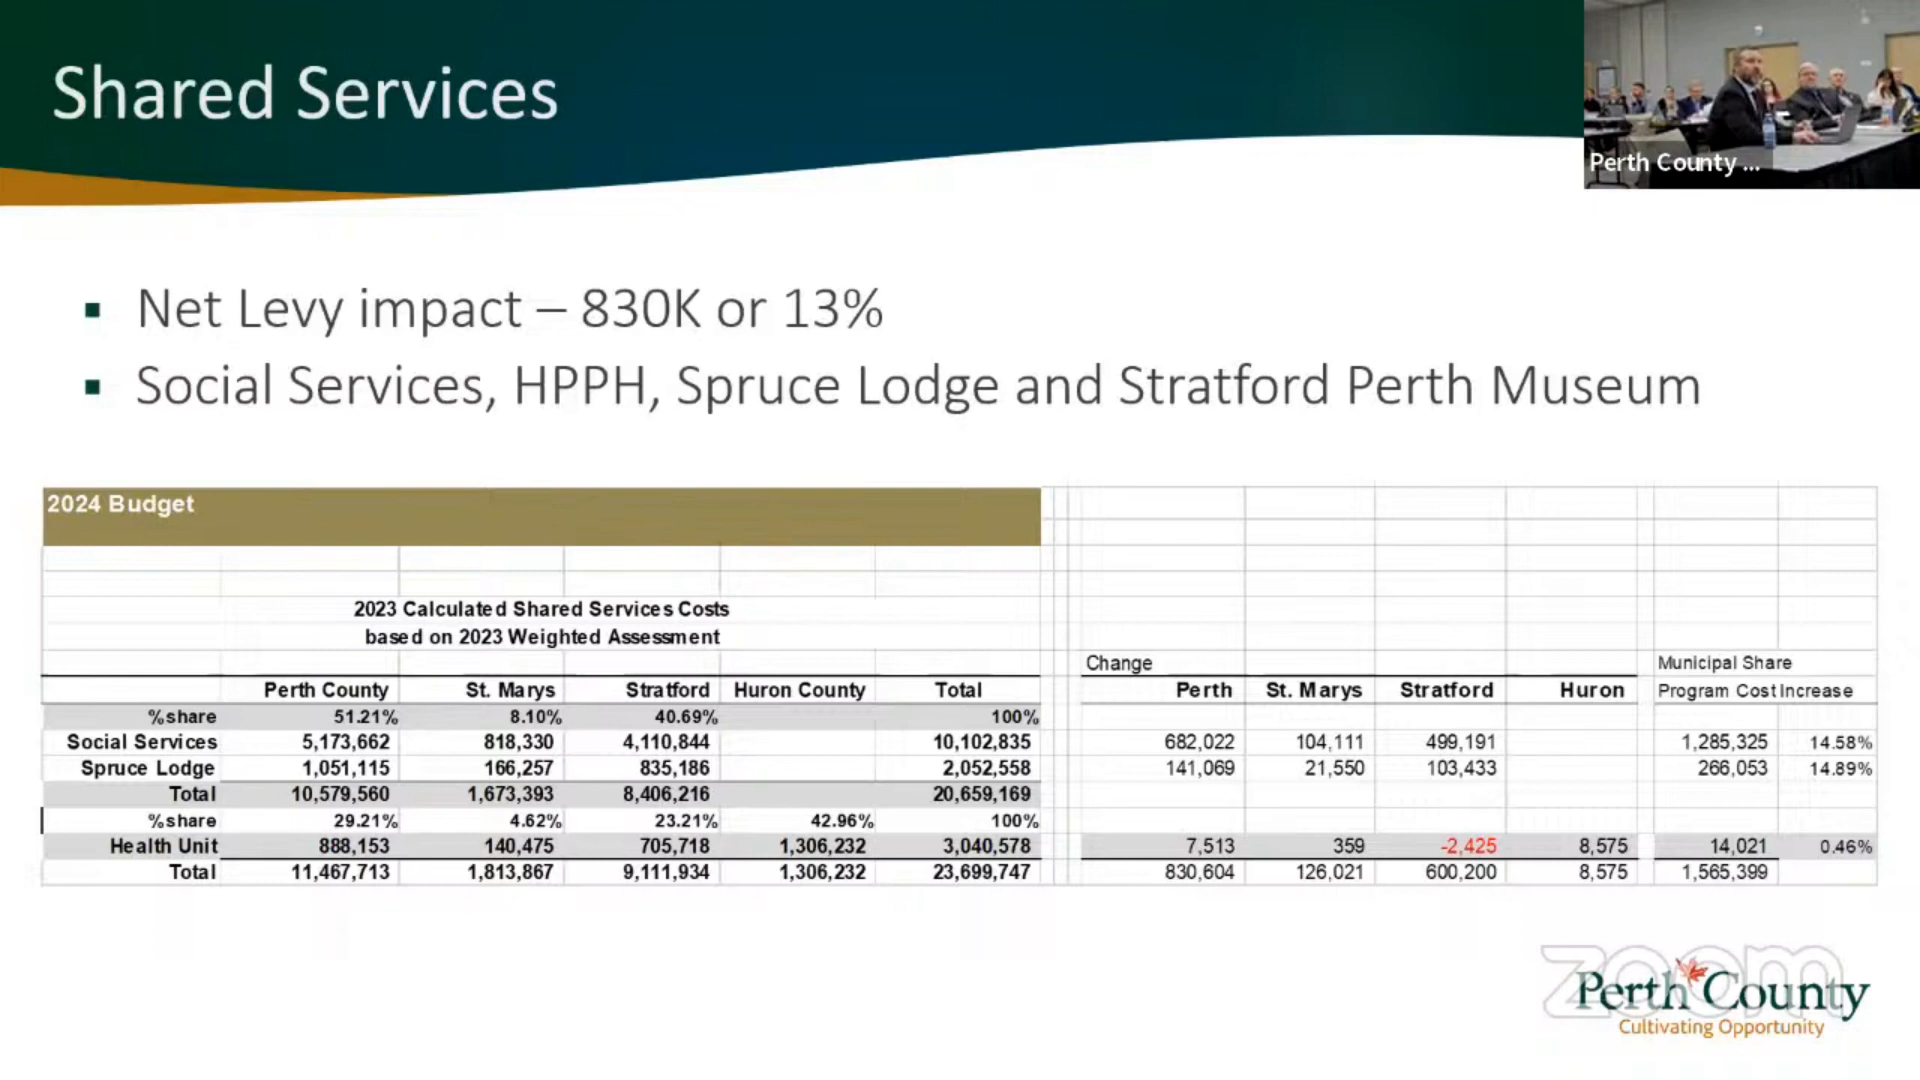 Shared Services
Perth County ...
▪ Net Levy impact – 830K or 13%
▪ Social Services, HPPH, Spruce Lodge and Stratford Perth Museum
2024 Budget
2023 Calculated Shared Services Costs
based on 2023 Weighted Assessment
Change Municipal Share
Perth County St. Marys Stratford Huron County Total Perth St. Marys Stratford Huron Program Cost Increase
%share 51.21% 8.10% 40.69% 100%
Social Services 5,173,662 818,330 4,110,844 10,102,835 682,022 104,111 499,191 1,285,325 14.58%
Spruce Lodge 1,051,115 166,257 835,186 2,052,558 141,069 21,550 103,433 266,053 14.89%
Total 10,579,560 1,673,393 8,406,216 20,659,169
%share 29.21% 4.62% 23.21% 42.96% 100%
Health Unit 888,153 140,475 705,718 1,306,232 3,040,578 7,513 359 -2,425 8,575 14,021 0.46%
Total 11,467,713 1,813,867 9,111,934 1,306,232 23,699,747 830,604 126,021 600,200 8,575 1,565,399
zoom
Perth County
Cultivating Opportunity